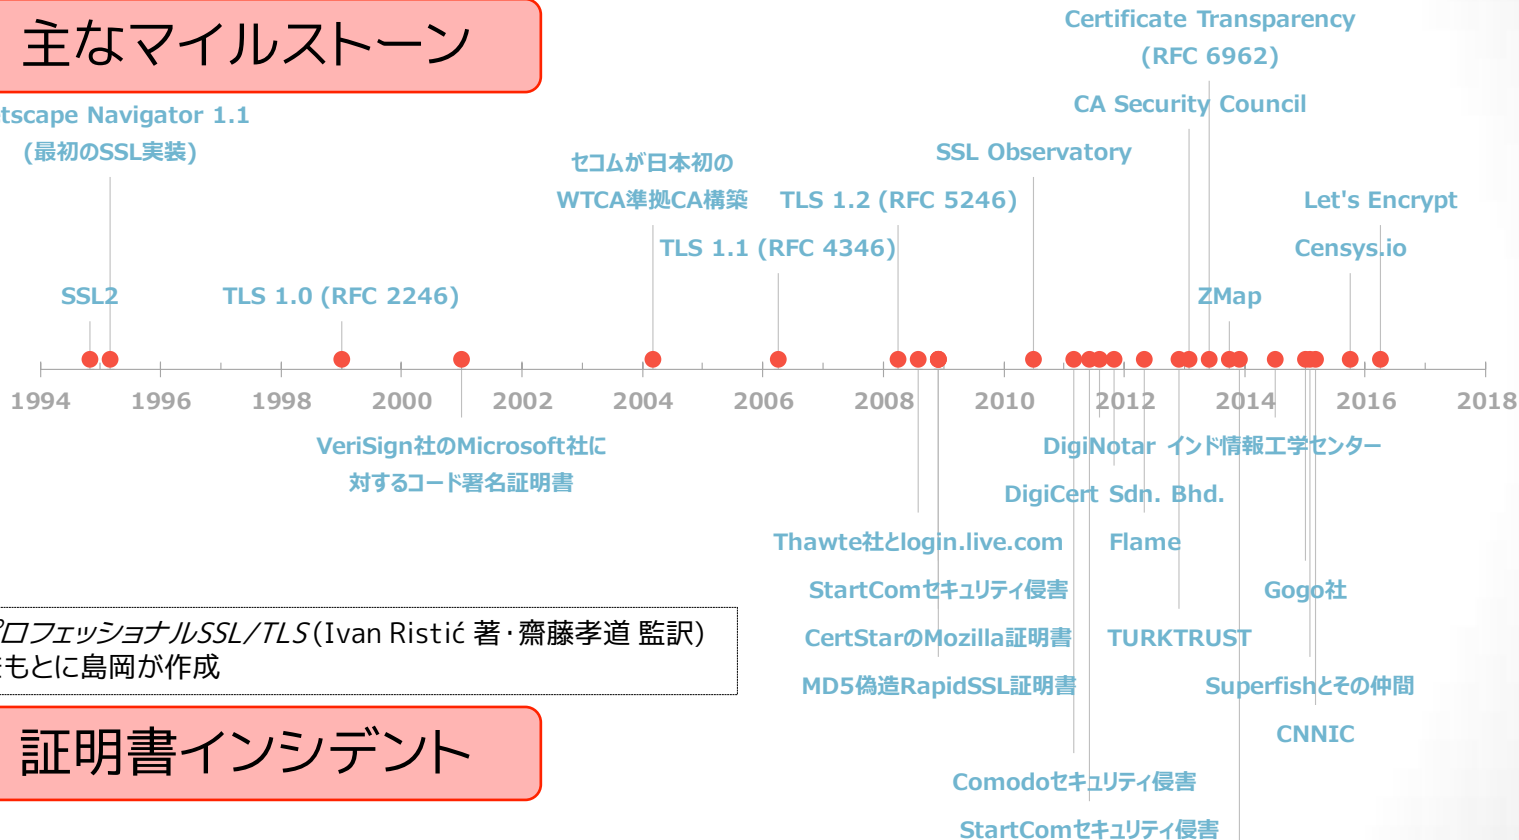 主なマイルストーン
Certificate Transparency
(RFC 6962)
CA Security Council
tscape Navigator 1.1
(最初のSSL実装)
セコムが日本初の
WTCA準拠CA構築
SSL Observatory
TLS 1.2 (RFC 5246)
Let's Encrypt
TLS 1.1 (RFC 4346)
Censys.io
SSL2
TLS 1.0 (RFC 2246)
ZMap
1994 1996 1998 2000 2002 2004 2006 2008 2010 2012 2014 2016 2018
VeriSign社のMicrosoft社に
対するコード署名証明書
DigiNotar インド情報工学センター
DigiCert Sdn. Bhd.
Thawte社とlogin.live.com
Flame
StartComセキュリティ侵害
Gogo社
CertStarのMozilla証明書
TURKTRUST
MD5偽造RapidSSL証明書
Superfishとその仲間
CNNIC
Comodoセキュリティ侵害
StartComセキュリティ侵害
プロフェッショナルSSL/TLS(Ivan Ristić 著・齋藤孝道 監訳)
をもとに島岡が作成
証明書インシデント